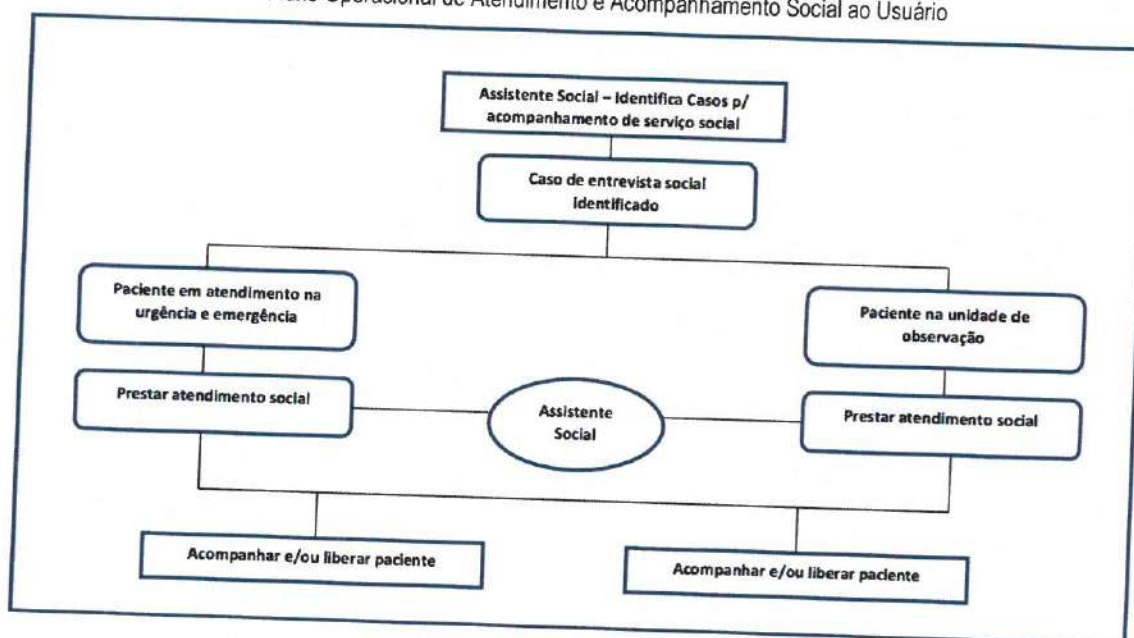 Operacional de Atendimento e Acompanhamento Social ao Usuário
Assistente Social – Identifica Casos p/
acompanhamento de serviço social
Caso de entrevista social
identificado
Paciente em atendimento na
urgência e emergência
Paciente na unidade de
observação
Prestar atendimento social
Assistente
Social
Prestar atendimento social
Acompanhar e/ou liberar paciente
Acompanhar e/ou liberar paciente